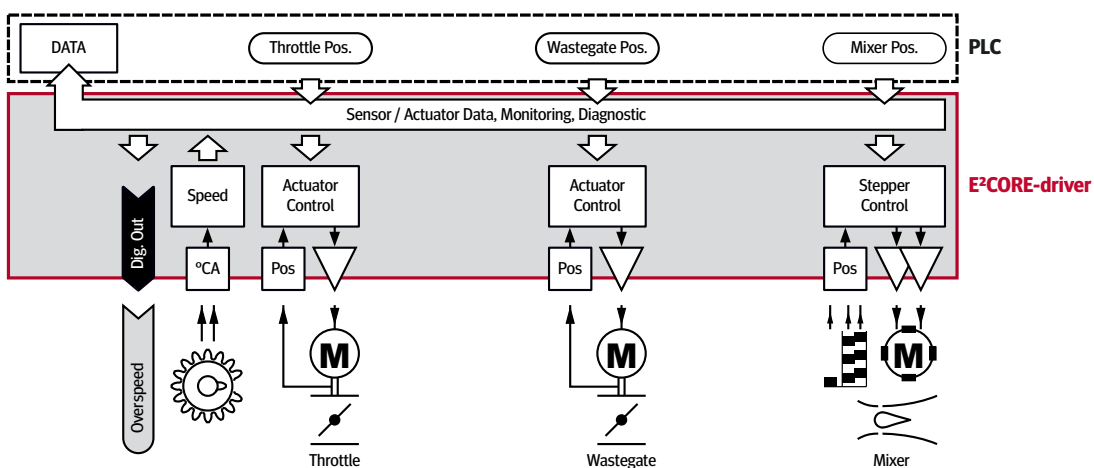 DATA
Throttle Pos.
Wastegate Pos.
Mixer Pos.
PLC
Sensor / Actuator Data, Monitoring, Diagnostic
Speed
Actuator
Control
Actuator
Control
Stepper
Control
E²CORE-driver
Dig. Out
ºCA
Pos
Pos
Pos
M
M
M
Overspeed
Throttle
Wastegate
Mixer